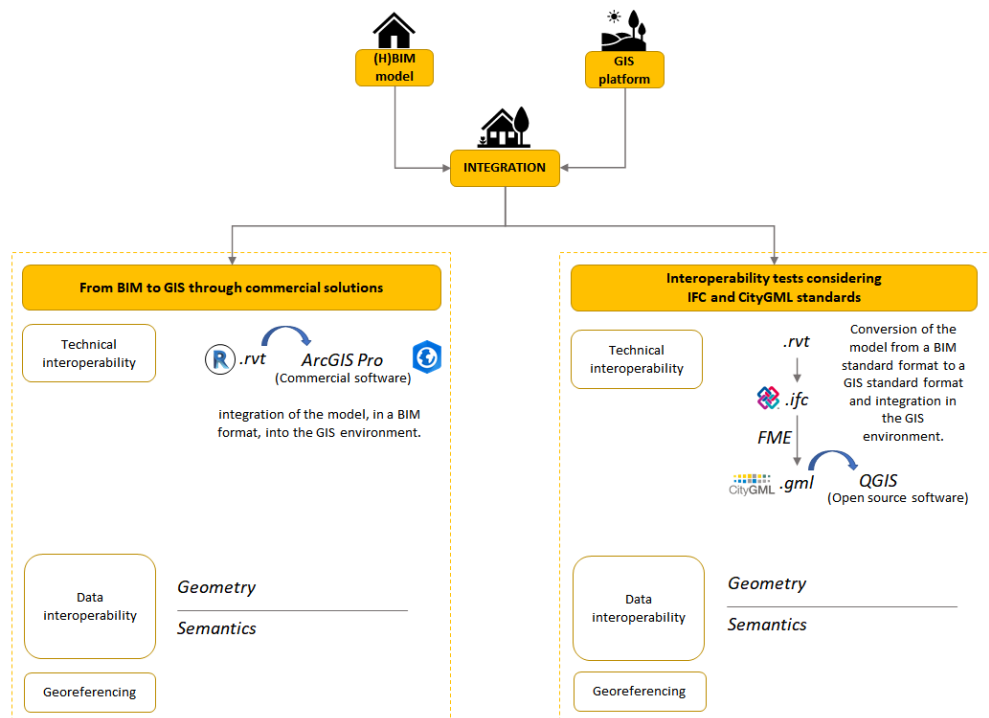 (H)BIM
model
GIS
platform
INTEGRATION
From BIM to GIS through commercial solutions
Technical
interoperability
R .rvt
ArcGIS Pro
(Commercial software)
integration of the model, in a BIM
format, into the GIS environment.
Data
interoperability
Geometry
Semantics
Georeferencing
Interoperability tests considering
IFC and CityGML standards
Technical
interoperability
.rvt
.ifc
FME
CityGML .gml
QGIS
(Open source software)
Conversion of the
model from a BIM
standard format to a
GIS standard format
and integration in
the GIS
environment.
Data
interoperability
Geometry
Semantics
Georeferencing